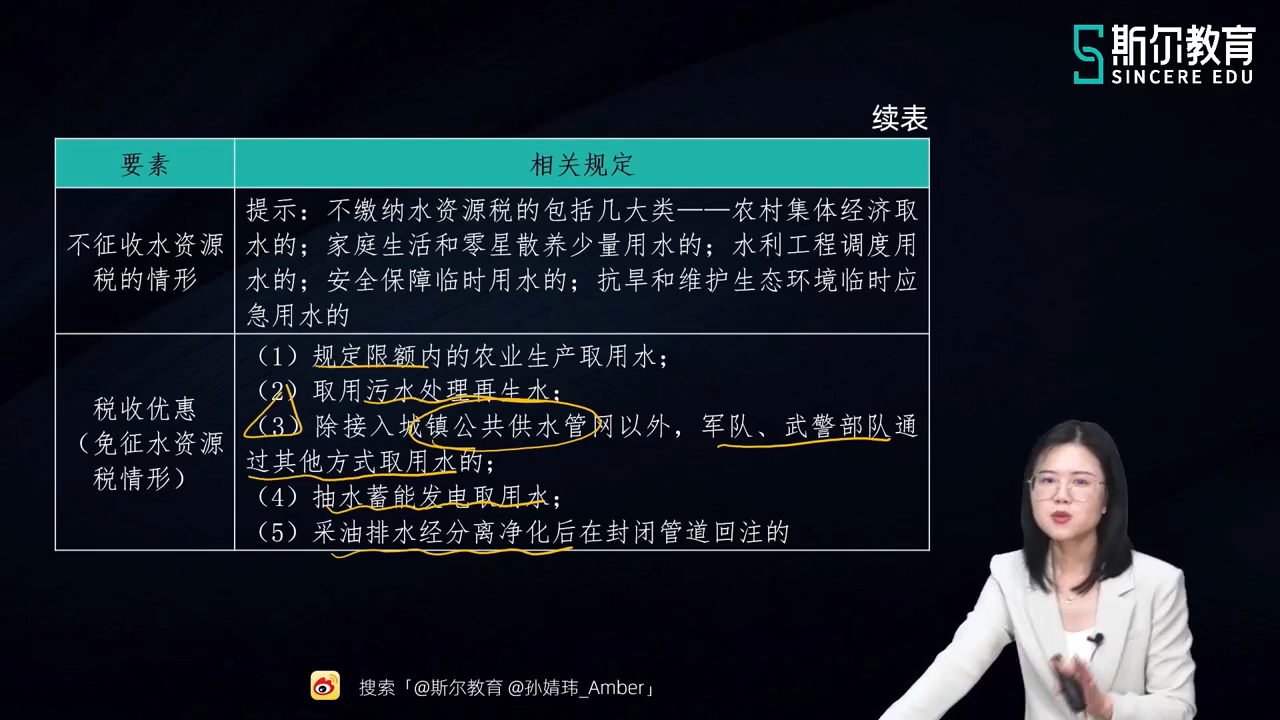 斯尔教育
SINCERE EDU
续表
要素
相关规定
不征收水资源
税的情形
提示：不缴纳水资源税的包括几大类——农村集体经济取
水的；家庭生活和零星散养少量用水的；水利工程调度用
水的；安全保障临时用水的；抗旱和维护生态环境临时应
急用水的
税收优惠
（免征水资源
税情形）
（1）规定限额内的农业生产取用水；
（2）取用污水处理再生水；
（3）除接入城镇公共供水管网以外，军队、武警部队通
过其他方式取用水的；
（4）抽水蓄能发电取用水；
（5）采油排水经分离净化后在封闭管道回注的
搜索「@斯尔教育 @孙婧玮_Amber」